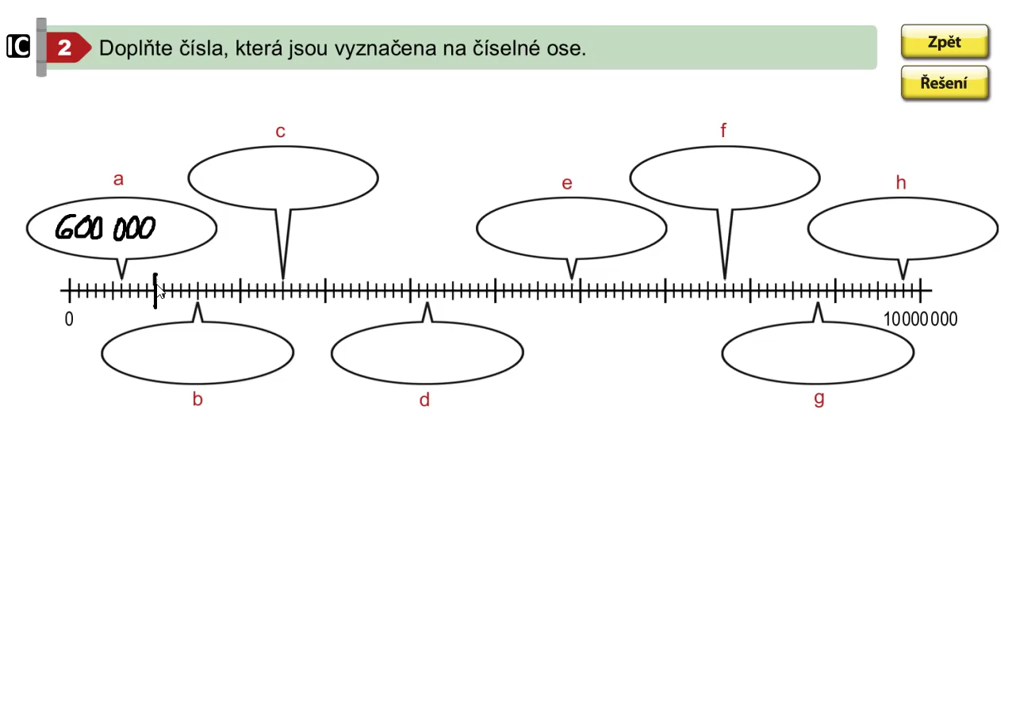 IC 2 Doplňte čísla, která jsou vyznačena na číselné ose.
Zpět
Řešení
c
f
a
e
h
600 000
0
10000000
b
d
g